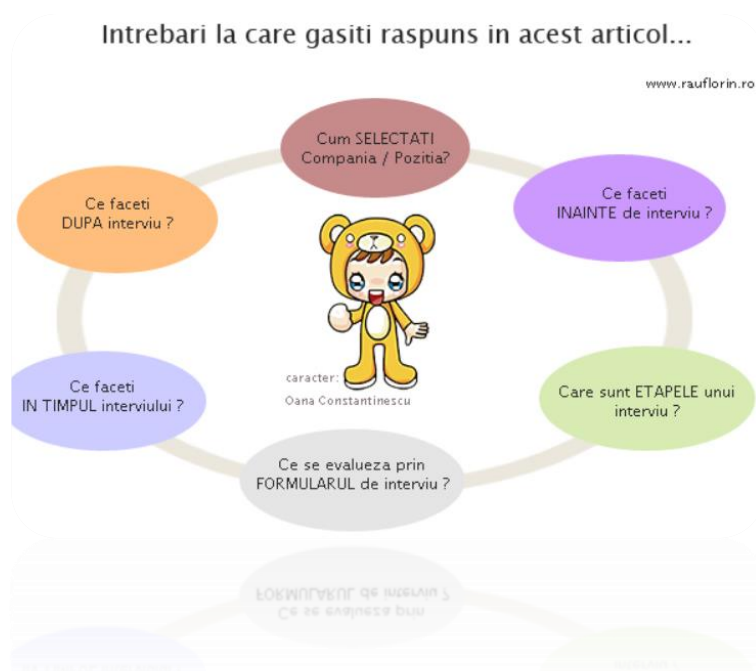 Intrebari la care gasiti raspuns in acest articol...
www.rauflorin.ro
Cum SELECTATI
Compania / Pozitia?
Ce faceti
INAINTE de interviu ?
Care sunt ETAPELE unui
interviu ?
Ce se evalueza prin
FORMULARUL de interviu ?
Ce faceti
IN TIMPUL interviului ?
Ce faceti
DUPA interviu ?
caracter:
Oana Constantinescu